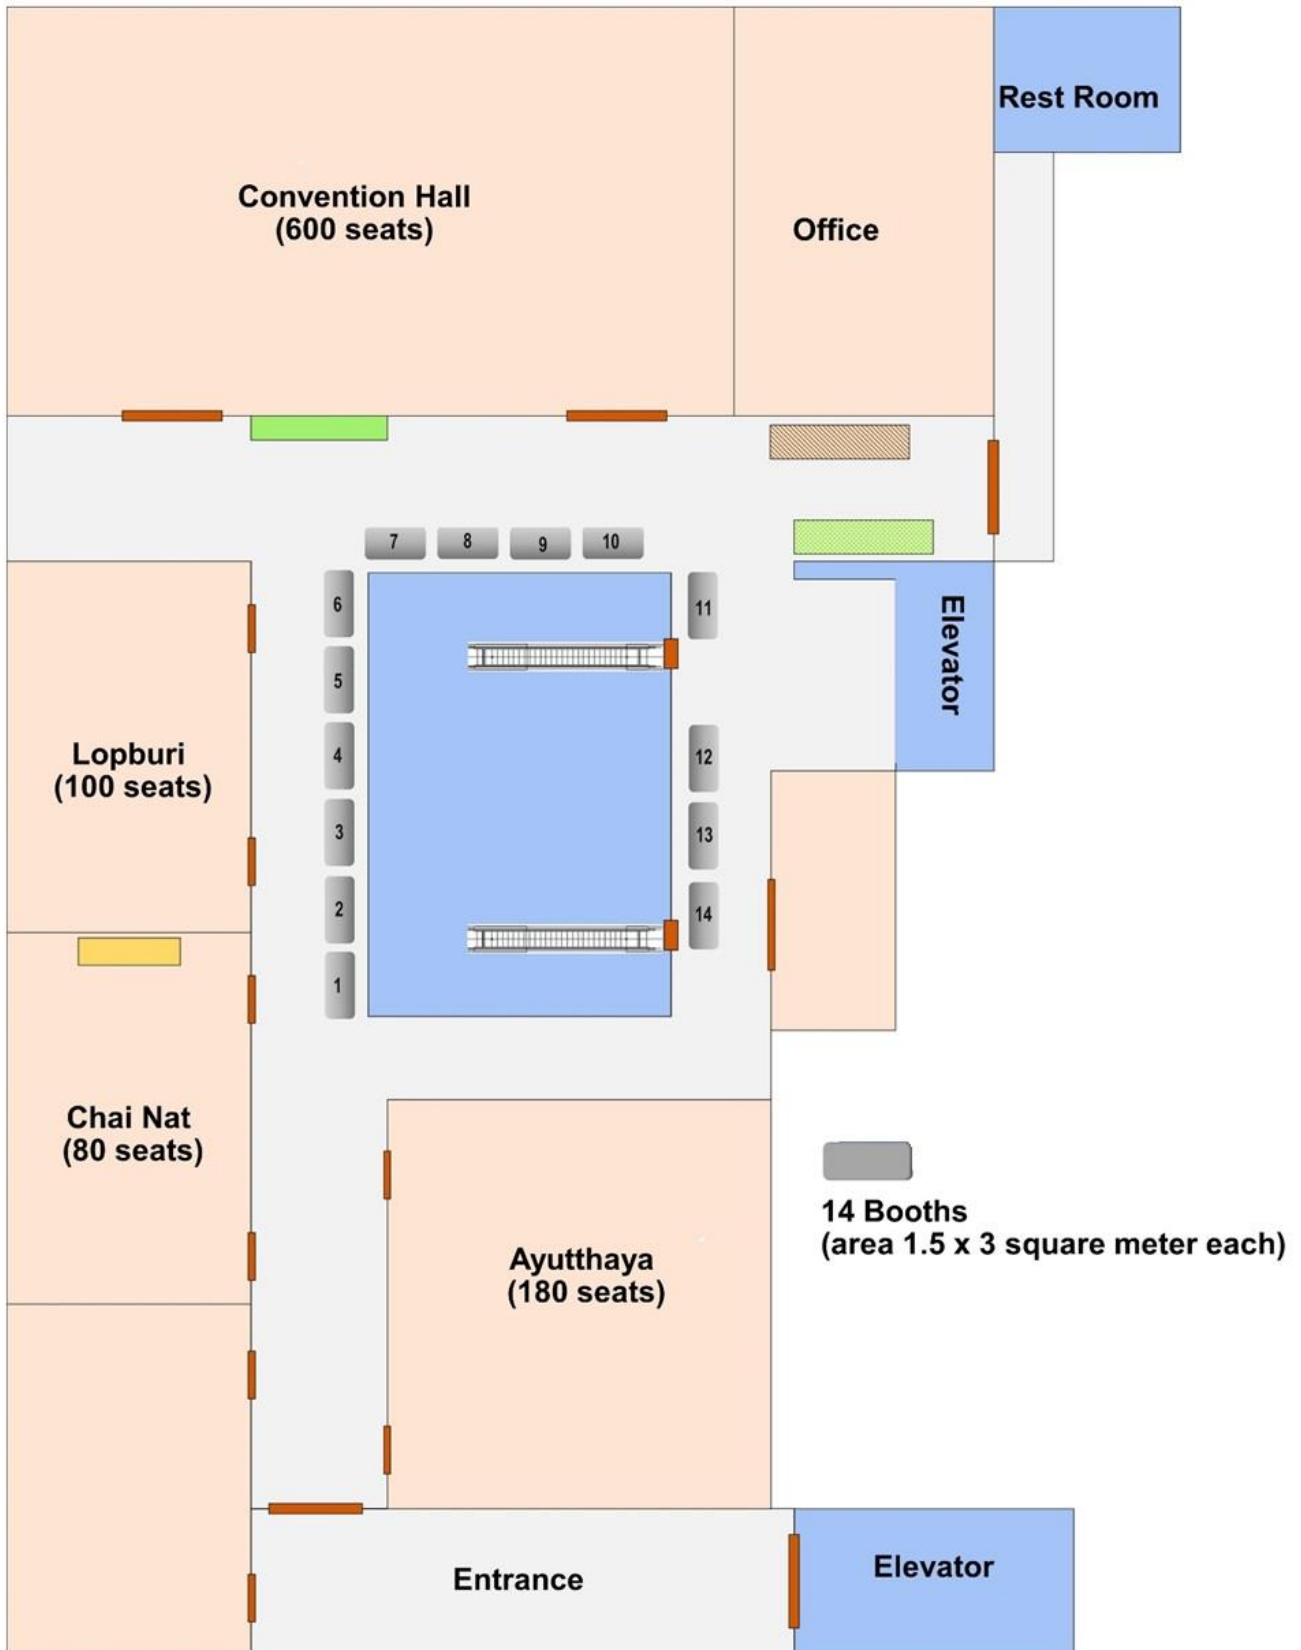 Rest Room
Convention Hall
(600 seats)
Office
7
8
9
10
6
11
Elevator
5
Lopburi
(100 seats)
4
12
3
13
2
14
1
Chai Nat
(80 seats)
14 Booths
(area 1.5 x 3 square meter each)
Ayutthaya
(180 seats)
Entrance
Elevator